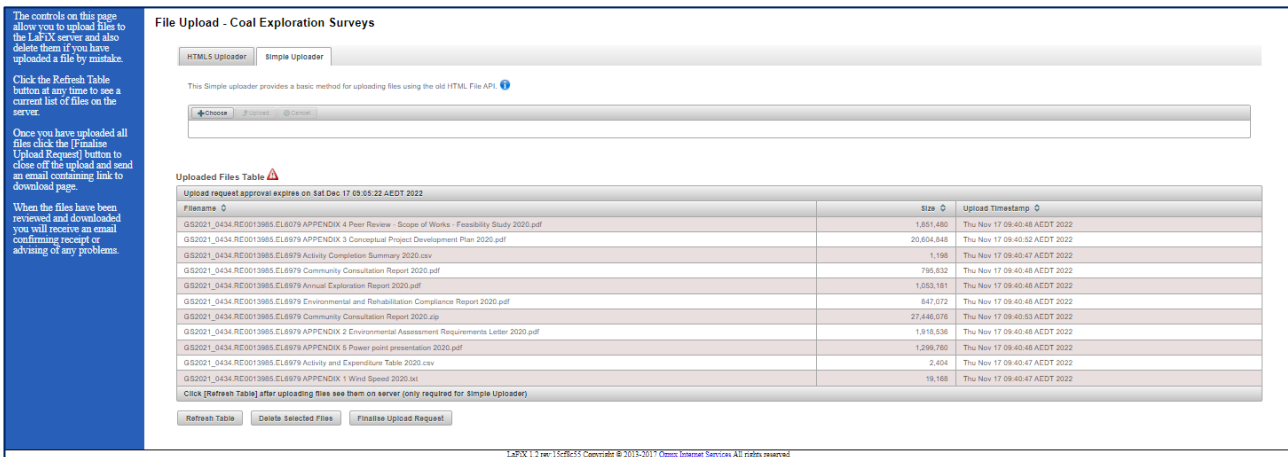 The controls on this page
allow you to upload files to
the LaFiX server and also
delete them if you have
uploaded a file by mistake.
Click the Refresh Table
button at any time to see a
current list of files on the
server.
Once you have uploaded all
files click the [Finalise
Upload Request] button to
close off the upload and send
an email containing link to
download page.
When the files have been
reviewed and downloaded
you will receive an email
confirming receipt or
advising of any problems.
File Upload - Coal Exploration Surveys
HTML5 Uploader Simple Uploader
This Simple uploader provides a basic method for uploading files using the old HTML File API.
Choose Upload Cancel
Uploaded Files Table
Upload request approval expires on Sat Dec 17 09:05:22 AEDT 2022
Filename Size Upload Timestamp
GS2021_0434.RE0013985.EL6079 APPENDIX 4 Peer Review - Scope of Works - Feasibility Study 2020.pdf 1,851,480 Thu Nov 17 09:40:48 AEDT 2022
GS2021_0434.RE0013985.EL6979 APPENDIX 3 Conceptual Project Development Plan 2020.pdf 20,604,848 Thu Nov 17 09:40:52 AEDT 2022
GS2021_0434.RE0013985.EL6979 Activity Completion Summary 2020.csv 1,198 Thu Nov 17 09:40:47 AEDT 2022
GS2021_0434.RE0013985.EL6979 Community Consultation Report 2020.pdf 795,832 Thu Nov 17 09:40:48 AEDT 2022
GS2021_0434.RE0013985.EL6979 Annual Exploration Report 2020.pdf 1,053,181 Thu Nov 17 09:40:48 AEDT 2022
GS2021_0434.RE0013985.EL6979 Environmental and Rehabilitation Compliance Report 2020.pdf 647,072 Thu Nov 17 09:40:48 AEDT 2022
GS2021_0434.RE0013985.EL6979 Community Consultation Report 2020.zip 27,446,076 Thu Nov 17 09:40:53 AEDT 2022
GS2021_0434.RE0013985.EL6979 APPENDIX 2 Environmental Assessment Requirements Letter 2020.pdf 1,918,536 Thu Nov 17 09:40:48 AEDT 2022
GS2021_0434.RE0013985.EL6979 APPENDIX 5 Power point presentation 2020.pdf 1,299,760 Thu Nov 17 09:40:48 AEDT 2022
GS2021_0434.RE0013985.EL6979 Activity and Expenditure Table 2020.csv 2,404 Thu Nov 17 09:40:47 AEDT 2022
GS2021_0434.RE0013985.EL6979 APPENDIX 1 Wind Speed 2020.txt 19,168 Thu Nov 17 09:40:47 AEDT 2022
Click [Refresh Table] after uploading files see them on server (only required for Simple Uploader)
Refresh Table Delete Selected Files Finalise Upload Request
LaFiX 1.2 rev 15cf8c55 Copyright © 2013-2017 Internet Services All rights reserved